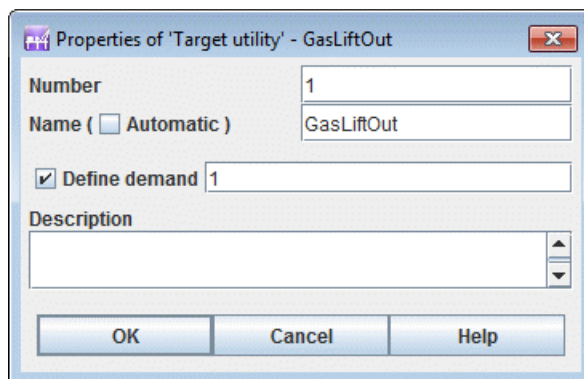 Properties of 'Target utility' - GasLiftOut
Number 1
Name ( Automatic ) GasLiftOut
Define demand 1
Description
OK Cancel Help